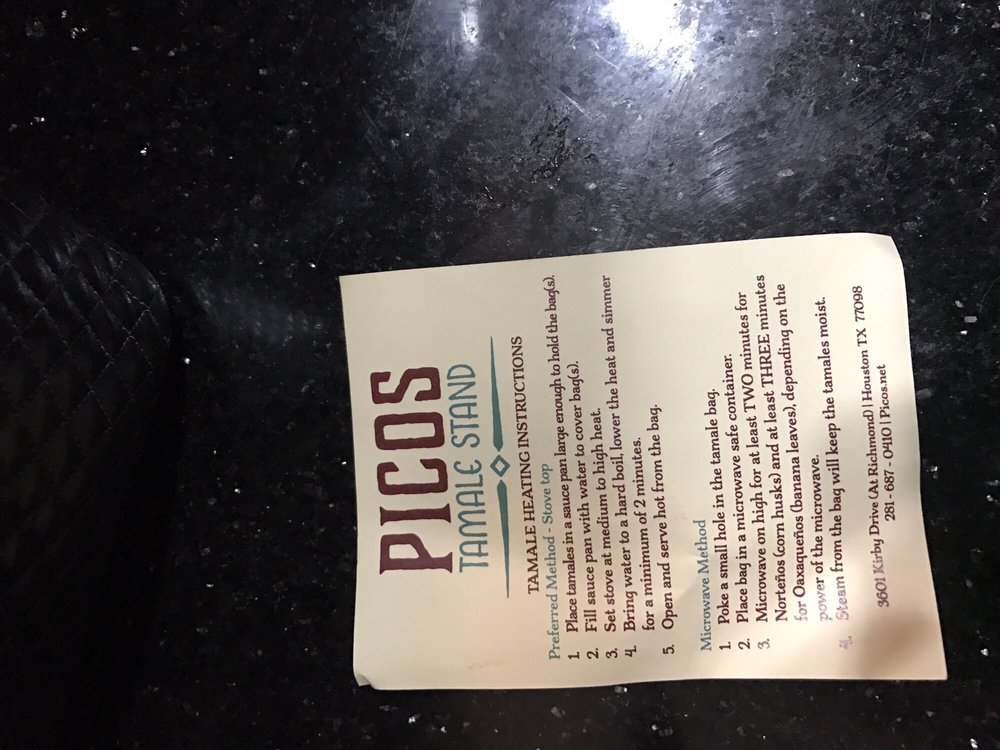 PICOS
TAMALE STAND
TAMALE HEATING INSTRUCTIONS
Preferred Method - Stove top
1. Place tamales in a sauce pan large enough to hold the bag(s).
2. Fill sauce pan with water to cover bag(s).
3. Set stove at medium to high heat.
4. Bring water to a hard boil, lower the heat and simmer
for a minimum of 2 minutes.
5. Open and serve hot from the bag.
Microwave Method
1. Poke a small hole in the tamale bag.
2. Place bag in a microwave safe container.
3. Microwave on high for at least TWO minutes for
Norteños (corn husks) and at least THREE minutes
for Oaxaqueños (banana leaves), depending on the
power of the microwave.
4. Steam from the bag will keep the tamales moist.
3601 Kirby Drive (At Richmond) | Houston TX 77098
281 - 687 - 0410 | Picos.net